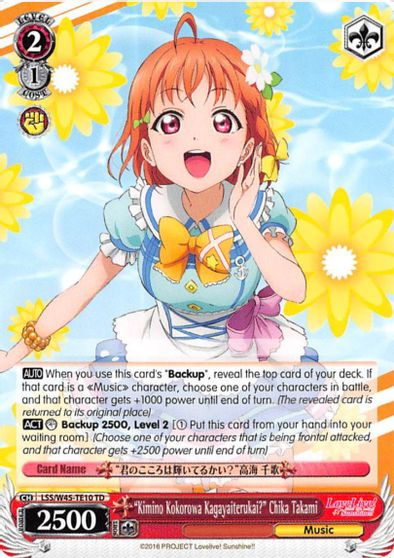 LEVEL
2
1
COST
AUTO When you use this card's "Backup", reveal the top card of your deck. If
that card is a «Music» character, choose one of your characters in battle,
and that character gets +1000 power until end of turn. (The revealed card
is returned to its original place)
ACT Backup 2500, Level 2 [① Put this card from your hand into your
waiting room] (Choose one of your characters that is being frontal attacked,
and that character gets +2500 power until end of turn)
Card Name "君のこころは輝いてるかい？"高海 千歌
CH LSS/W45-TE10 TD
"Kimino Kokorowa Kagayaiterukai?" Chika Takami
LoveLive!
Sunshine!!
POWER
2500
Music
©2016 PROJECT Lovelive! Sunshine!!